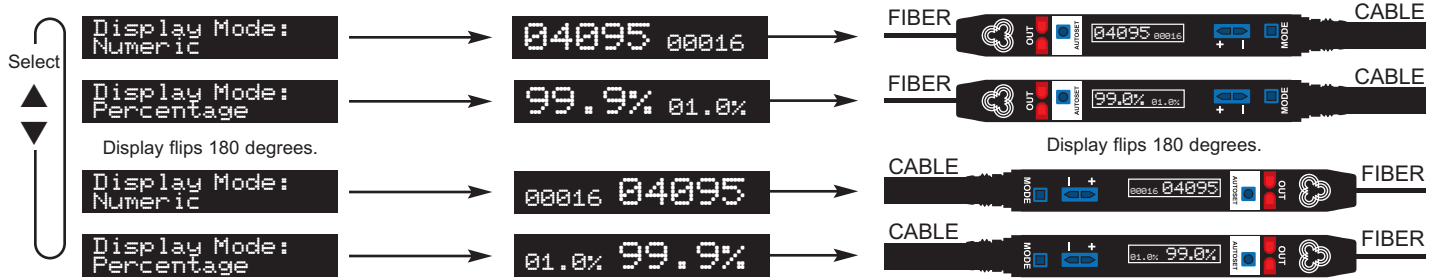 Select
Display Mode:
Numeric
04095 00016
FIBER
OUT
AUTOSET
04095 00016
+ −
MODE
CABLE
Display Mode:
Percentage
99.9% 01.0%
FIBER
OUT
AUTOSET
99.0% 01.0%
+ −
MODE
CABLE
Display flips 180 degrees.
Display flips 180 degrees.
Display Mode:
Numeric
00016 04095
CABLE
MODE
− +
00016 04095
AUTOSET
OUT
FIBER
Display Mode:
Percentage
01.0% 99.9%
CABLE
MODE
− +
01.0% 99.0%
AUTOSET
OUT
FIBER